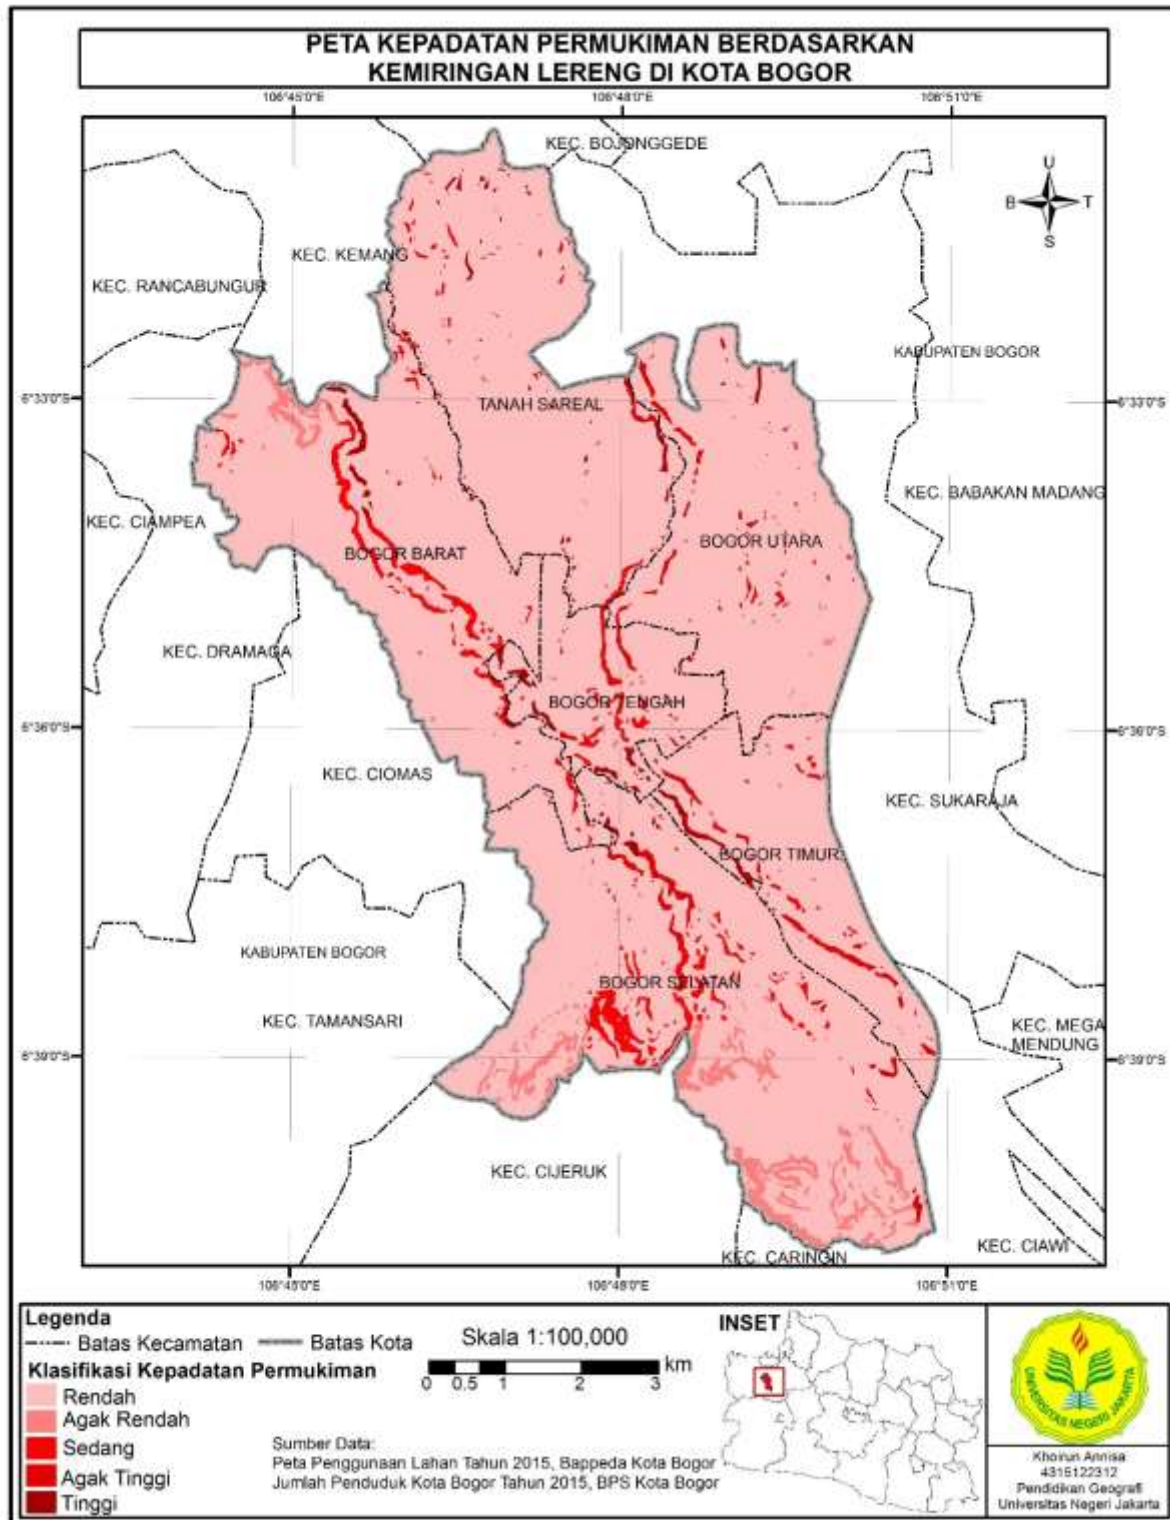 PETA KEPADATAN PERMUKIMAN BERDASARKAN
KEMIRINGAN LERENG DI KOTA BOGOR
106°45'0"E
106°48'0"E
106°51'0"E
KEC. BOJONGGEDE
U
B
T
S
KEC. KEMANG
KEC. RANCABUNGUR
KABUPATEN BOGOR
6°33'0"S
6°33'0"S
TANAH SAREAL
KEC. BABAKAN MADANG
KEC. CIAMPEA
BOGOR UTARA
BOGOR BARAT
KEC. DRAMAGA
BOGOR TENGAH
6°36'0"S
6°36'0"S
KEC. CIOMAS
KEC. SUKARAJA
BOGOR TIMUR
KABUPATEN BOGOR
BOGOR SELATAN
KEC. TAMANSARI
KEC. MEGA
MENDUNG
6°39'0"S
6°39'0"S
KEC. CIJERUK
KEC. CIAWI
KEC. CARINGIN
106°45'0"E
106°48'0"E
106°51'0"E
Legenda
Batas Kecamatan
Batas Kota
Klasifikasi Kepadatan Permukiman
Rendah
Agak Rendah
Sedang
Agak Tinggi
Tinggi
Skala 1:100,000
km
0 0.5 1 2 3
Sumber Data:
Peta Penggunaan Lahan Tahun 2015, Bappeda Kota Bogor
Jumlah Penduduk Kota Bogor Tahun 2015, BPS Kota Bogor
INSET
UNIVERSITAS NEGERI JAKARTA
Khoirun Annisa
4315122312
Pendidikan Geografi
Universitas Negeri Jakarta